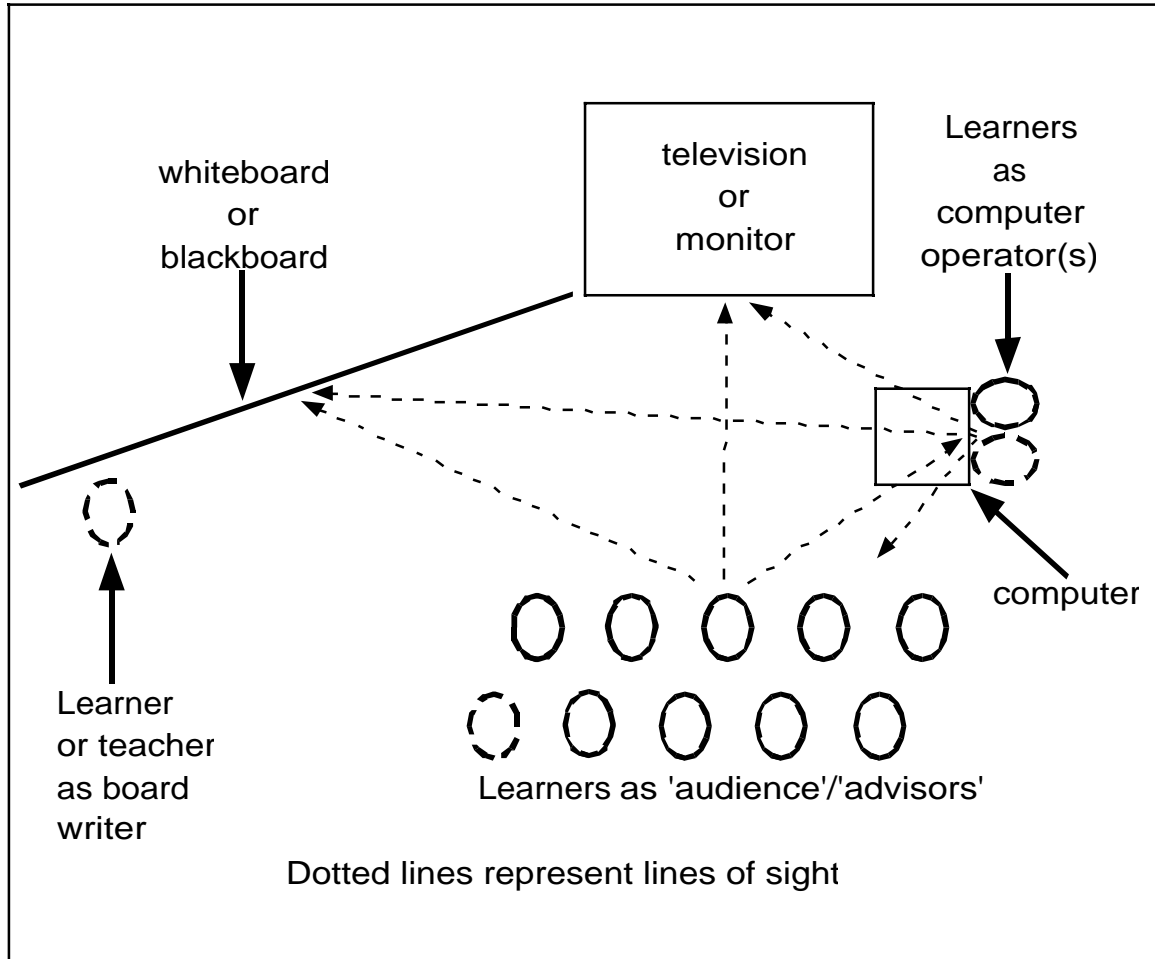 whiteboard
or
blackboard
television
or
monitor
Learners
as
computer
operator(s)
computer
Learner
or teacher
as board
writer
Learners as 'audience'/'advisors'
Dotted lines represent lines of sight